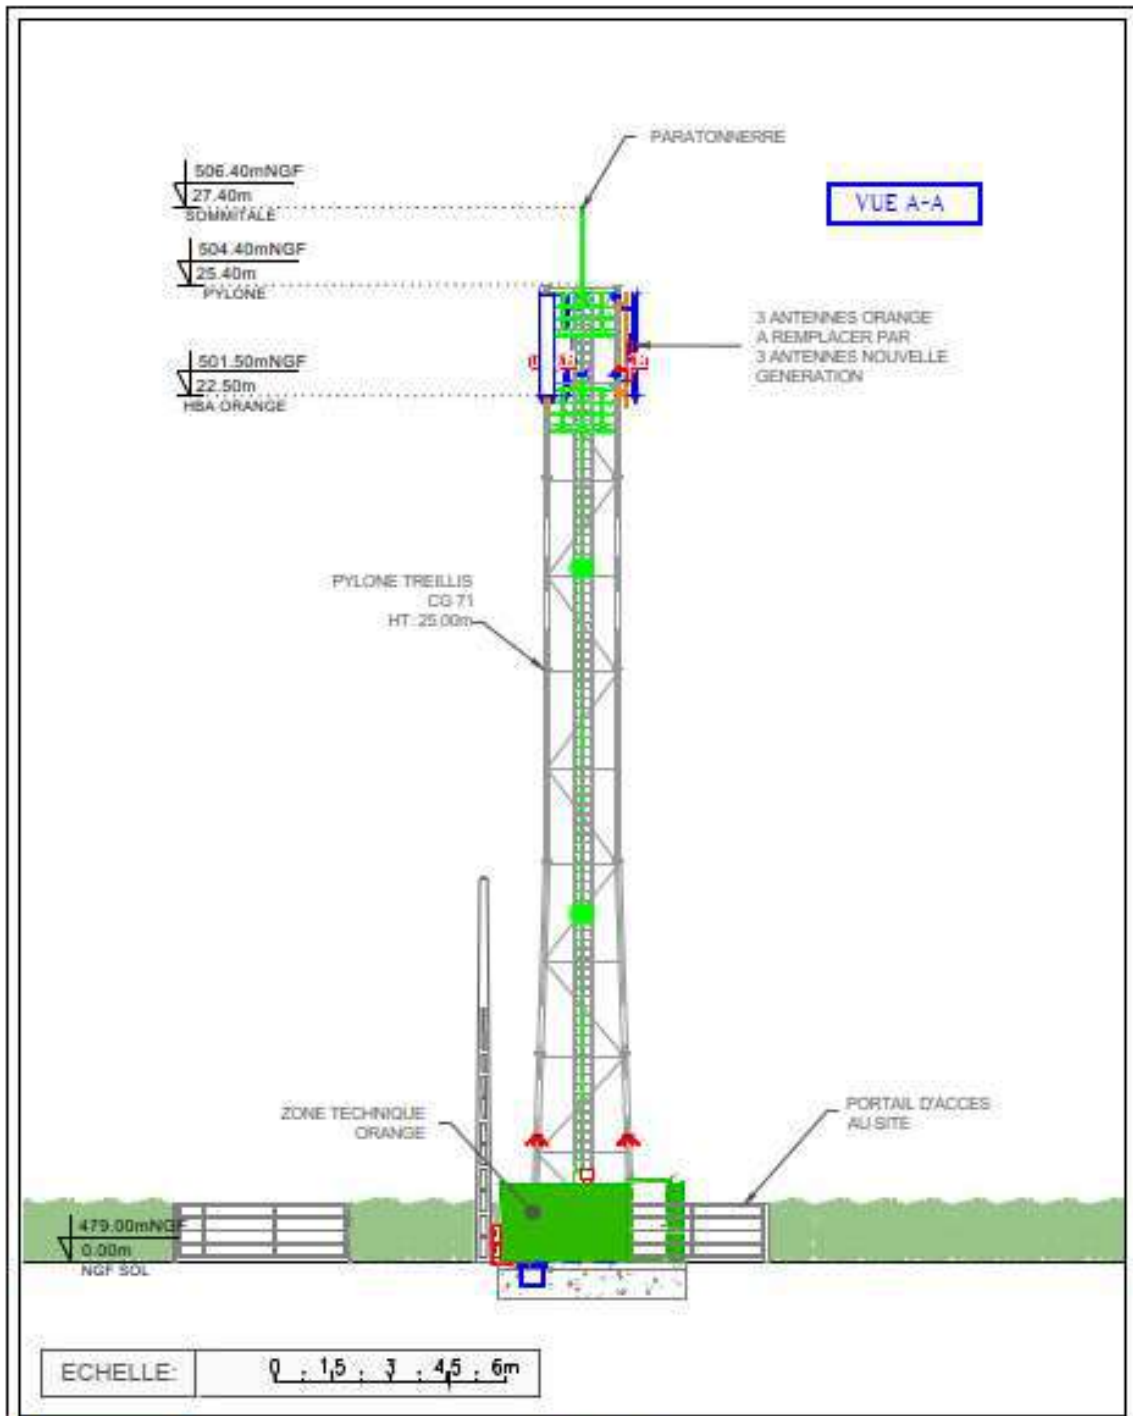 PARATONNERRE
506.40mNGF
27.40m
SOMMITALE
VUE A-A
504.40mNGF
25.40m
PYLONE
3 ANTENNES ORANGE
A REMPLACER PAR
3 ANTENNES NOUVELLE
GENERATION
501.50mNGF
22.50m
HBA ORANGE
PYLONE TREILLIS
CG 71
HT: 25.00m
ZONE TECHNIQUE
ORANGE
PORTAIL D'ACCES
AU SITE
479.00mNGF
0.00m
NGF SOL
ECHELLE: 0 1,5 3 4,5 6m